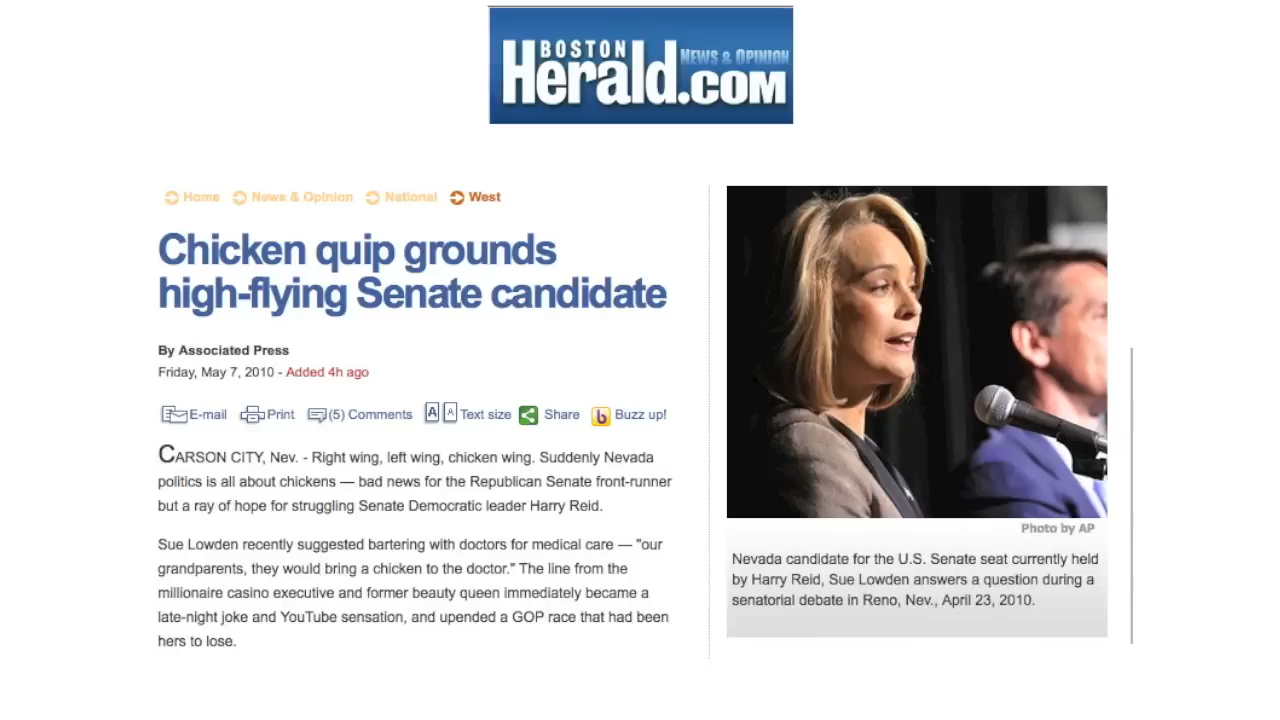 BOSTON
Herald.com NEWS & OPINION
Home News & Opinion National West
Chicken quip grounds
high-flying Senate candidate
By Associated Press
Friday, May 7, 2010 - Added 4h ago
E-mail Print (5) Comments A A Text size Share b Buzz up!
CARSON CITY, Nev. - Right wing, left wing, chicken wing. Suddenly Nevada
politics is all about chickens — bad news for the Republican Senate front-runner
but a ray of hope for struggling Senate Democratic leader Harry Reid.
Sue Lowden recently suggested bartering with doctors for medical care — "our
grandparents, they would bring a chicken to the doctor." The line from the
millionaire casino executive and former beauty queen immediately became a
late-night joke and YouTube sensation, and upended a GOP race that had been
hers to lose.
Photo by AP
Nevada candidate for the U.S. Senate seat currently held
by Harry Reid, Sue Lowden answers a question during a
senatorial debate in Reno, Nev., April 23, 2010.